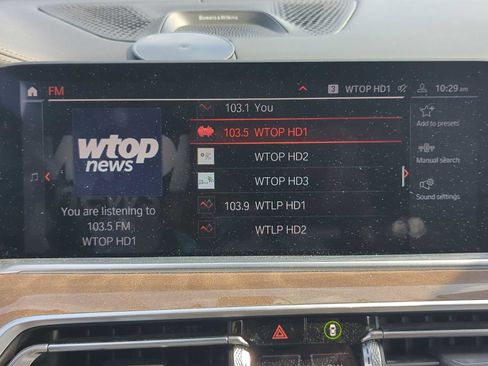 Bowers & Wilkins
FM
3 WTOP HD1
10:29 am
wtop
news
You are listening to
103.5 FM
WTOP HD1
103.1 You
103.5 WTOP HD1
WTOP HD2
WTOP HD3
103.9 WTLP HD1
WTLP HD2
Add to presets
Manual search
Sound settings